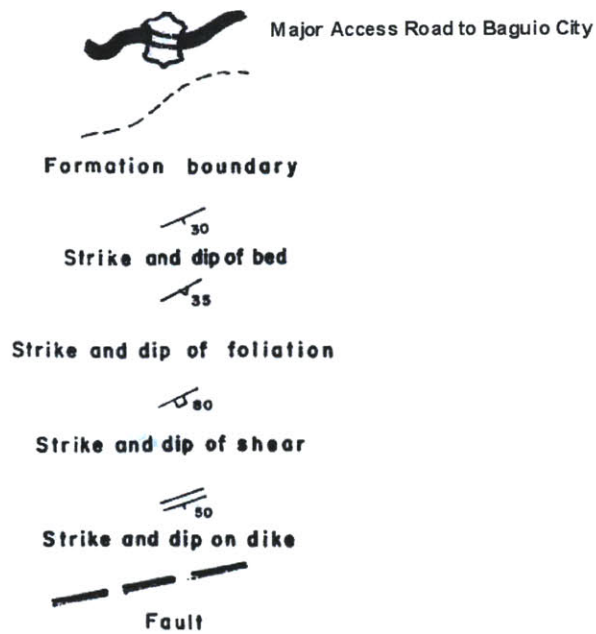 Major Access Road to Baguio City
Formation boundary
30
Strike and dip of bed
35
Strike and dip of foliation
80
Strike and dip of shear
50
Strike and dip on dike
Fault